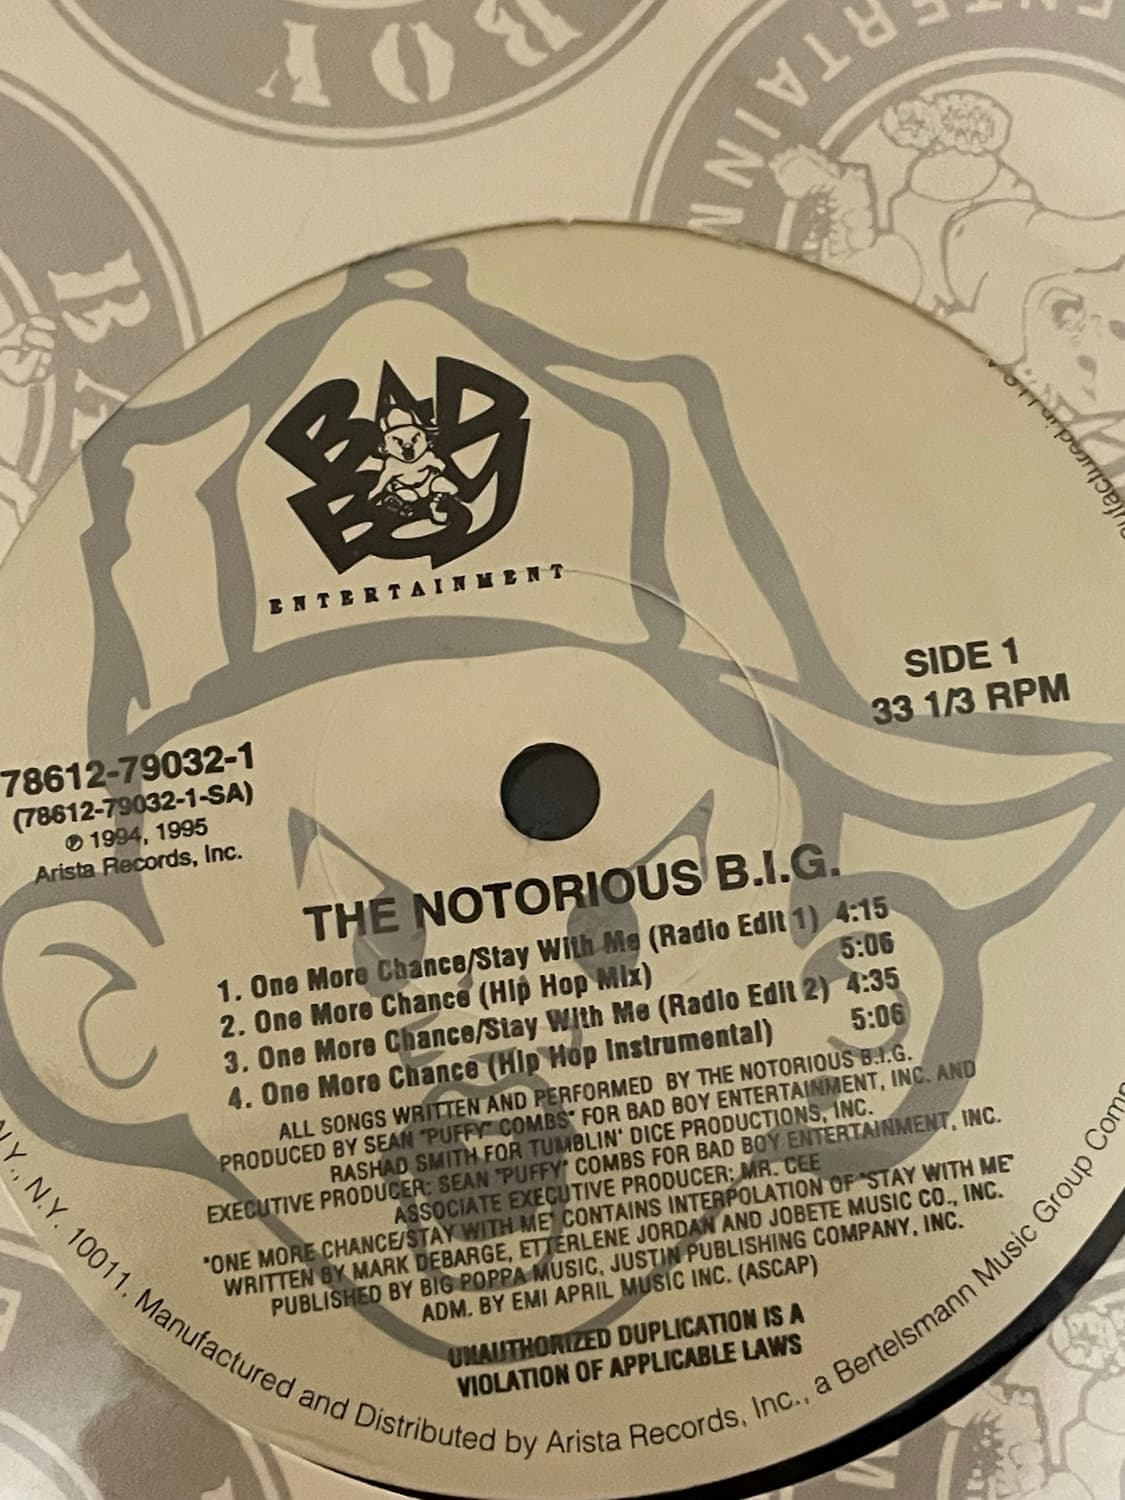 BOY
ENTERTAINM
BA
BAD
BOY
ENTERTAINMENT
SIDE 1
33 1/3 RPM
78612-79032-1
(78612-79032-1-SA)
℗ 1994, 1995
Arista Records, Inc.
THE NOTORIOUS B.I.G.
1. One More Chance/Stay With Me (Radio Edit 1) 4:15
2. One More Chance (Hip Hop Mix) 5:06
3. One More Chance/Stay With Me (Radio Edit 2) 4:35
4. One More Chance (Hip Hop Instrumental) 5:06
ALL SONGS WRITTEN AND PERFORMED BY THE NOTORIOUS B.I.G.
PRODUCED BY SEAN "PUFFY" COMBS* FOR BAD BOY ENTERTAINMENT, INC. AND
RASHAD SMITH FOR TUMBLIN' DICE PRODUCTIONS, INC.
EXECUTIVE PRODUCER: SEAN "PUFFY" COMBS FOR BAD BOY ENTERTAINMENT, INC.
ASSOCIATE EXECUTIVE PRODUCER: MR. CEE
"ONE MORE CHANCE/STAY WITH ME" CONTAINS INTERPOLATION OF "STAY WITH ME"
WRITTEN BY MARK DEBARGE, ETTERLENE JORDAN AND JOBETE MUSIC CO., INC.
PUBLISHED BY BIG POPPA MUSIC, JUSTIN PUBLISHING COMPANY, INC.
ADM. BY EMI APRIL MUSIC INC. (ASCAP)
UNAUTHORIZED DUPLICATION IS A
VIOLATION OF APPLICABLE LAWS
N.Y., N.Y. 10011. Manufactured and Distributed by Arista Records, Inc., a Bertelsmann Music Group Comp
ufactured in U.S.A.